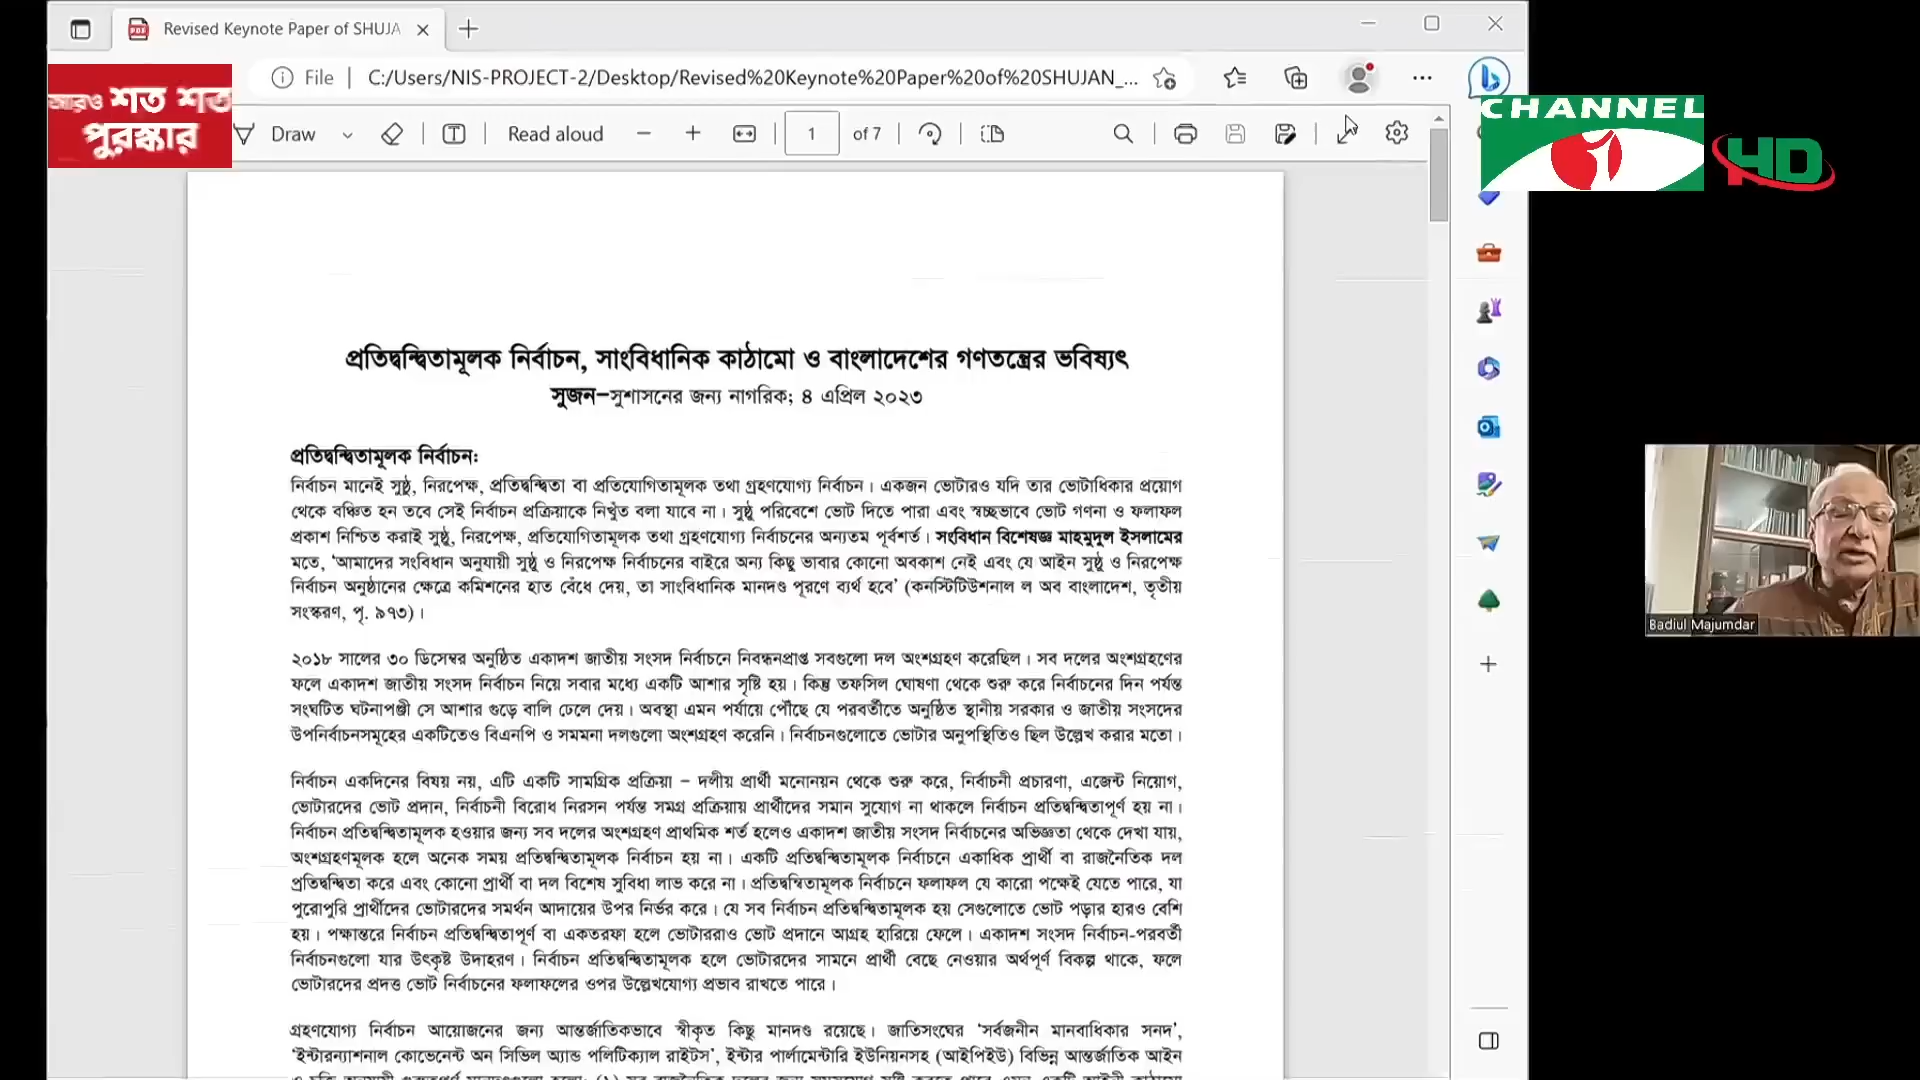 Revised Keynote Paper of SHUJA
File
C:/Users/NIS-PROJECT-2/Desktop/Revised%20Keynote%20Paper%20of%20SHUJAN_...
আরও শত শত
পুরস্কার
Draw
Read aloud
1
of 7
CHANNEL
i
HD
প্রতিদ্বন্দ্বিতামূলক নির্বাচন, সাংবিধানিক কাঠামো ও বাংলাদেশের গণতন্ত্রের ভবিষ্যৎ
সুজন–সুশাসনের জন্য নাগরিক; ৪ এপ্রিল ২০২৩
প্রতিদ্বন্দ্বিতামূলক নির্বাচন:
নির্বাচন মানেই সুষ্ঠু, নিরপেক্ষ, প্রতিদ্বন্দ্বিতা বা প্রতিযোগিতামূলক তথা গ্রহণযোগ্য নির্বাচন। একজন ভোটারও যদি তার ভোটাধিকার প্রয়োগ
থেকে বঞ্চিত হন তবে সেই নির্বাচন প্রক্রিয়াকে নিখুঁত বলা যাবে না। সুষ্ঠু পরিবেশে ভোট দিতে পারা এবং স্বচ্ছভাবে ভোট গণনা ও ফলাফল
প্রকাশ নিশ্চিত করাই সুষ্ঠু, নিরপেক্ষ, প্রতিযোগিতামূলক তথা গ্রহণযোগ্য নির্বাচনের অন্যতম পূর্বশর্ত। সংবিধান বিশেষজ্ঞ মাহমুদুল ইসলামের
মতে, ‘আমাদের সংবিধান অনুযায়ী সুষ্ঠু ও নিরপেক্ষ নির্বাচনের বাইরে অন্য কিছু ভাবার কোনো অবকাশ নেই এবং যে আইন সুষ্ঠু ও নিরপেক্ষ
নির্বাচন অনুষ্ঠানের ক্ষেত্রে কমিশনের হাত বেঁধে দেয়, তা সাংবিধানিক মানদণ্ড পূরণে ব্যর্থ হবে’ (কনস্টিটিউশনাল ল অব বাংলাদেশ, তৃতীয়
সংস্করণ, পৃ. ৯৭৩)।
২০১৮ সালের ৩০ ডিসেম্বর অনুষ্ঠিত একাদশ জাতীয় সংসদ নির্বাচনে নিবন্ধনপ্রাপ্ত সবগুলো দল অংশগ্রহণ করেছিল। সব দলের অংশগ্রহণের
ফলে একাদশ জাতীয় সংসদ নির্বাচন নিয়ে সবার মধ্যে একটি আশার সৃষ্টি হয়। কিন্তু তফসিল ঘোষণা থেকে শুরু করে নির্বাচনের দিন পর্যন্ত
সংঘটিত ঘটনাপঞ্জী সে আশার গুড়ে বালি ঢেলে দেয়। অবস্থা এমন পর্যায়ে পৌঁছে যে পরবর্তীতে অনুষ্ঠিত স্থানীয় সরকার ও জাতীয় সংসদের
উপনির্বাচনসমূহের একটিতেও বিএনপি ও সমমনা দলগুলো অংশগ্রহণ করেনি। নির্বাচনগুলোতে ভোটার অনুপস্থিতিও ছিল উল্লেখ করার মতো।
নির্বাচন একদিনের বিষয় নয়, এটি একটি সামগ্রিক প্রক্রিয়া – দলীয় প্রার্থী মনোনয়ন থেকে শুরু করে, নির্বাচনী প্রচারণা, এজেন্ট নিয়োগ,
ভোটারদের ভোট প্রদান, নির্বাচনী বিরোধ নিরসন পর্যন্ত সমগ্র প্রক্রিয়ায় প্রার্থীদের সমান সুযোগ না থাকলে নির্বাচন প্রতিদ্বন্দ্বিতাপূর্ণ হয় না।
নির্বাচন প্রতিদ্বন্দ্বিতামূলক হওয়ার জন্য সব দলের অংশগ্রহণ প্রাথমিক শর্ত হলেও একাদশ জাতীয় সংসদ নির্বাচনের অভিজ্ঞতা থেকে দেখা যায়,
অংশগ্রহণমূলক হলে অনেক সময় প্রতিদ্বন্দ্বিতামূলক নির্বাচন হয় না। একটি প্রতিদ্বন্দ্বিতামূলক নির্বাচনে একাধিক প্রার্থী বা রাজনৈতিক দল
প্রতিদ্বন্দ্বিতা করে এবং কোনো প্রার্থী বা দল বিশেষ সুবিধা লাভ করে না। প্রতিদ্বন্দ্বিতামূলক নির্বাচনে ফলাফল যে কারো পক্ষেই যেতে পারে, যা
পুরোপুরি প্রার্থীদের ভোটারদের সমর্থন আদায়ের উপর নির্ভর করে। যে সব নির্বাচন প্রতিদ্বন্দ্বিতামূলক হয় সেগুলোতে ভোট পড়ার হারও বেশি
হয়। পক্ষান্তরে নির্বাচন প্রতিদ্বন্দ্বিতাপূর্ণ বা একতরফা হলে ভোটাররাও ভোট প্রদানে আগ্রহ হারিয়ে ফেলে। একাদশ সংসদ নির্বাচন-পরবর্তী
নির্বাচনগুলো যার উৎকৃষ্ট উদাহরণ। নির্বাচন প্রতিদ্বন্দ্বিতামূলক হলে ভোটারদের সামনে প্রার্থী বেছে নেওয়ার অর্থপূর্ণ বিকল্প থাকে, ফলে
ভোটারদের প্রদত্ত ভোট নির্বাচনের ফলাফলের ওপর উল্লেখযোগ্য প্রভাব রাখতে পারে।
গ্রহণযোগ্য নির্বাচন আয়োজনের জন্য আন্তর্জাতিকভাবে স্বীকৃত কিছু মানদণ্ড রয়েছে। জাতিসংঘের ‘সর্বজনীন মানবাধিকার সনদ’,
‘ইন্টারন্যাশনাল কোভেনেন্ট অন সিভিল অ্যান্ড পলিটিক্যাল রাইটস’, ইন্টার পার্লামেন্টারি ইউনিয়নসহ (আইপিইউ) বিভিন্ন আন্তর্জাতিক আইন
Badiul Majumdar